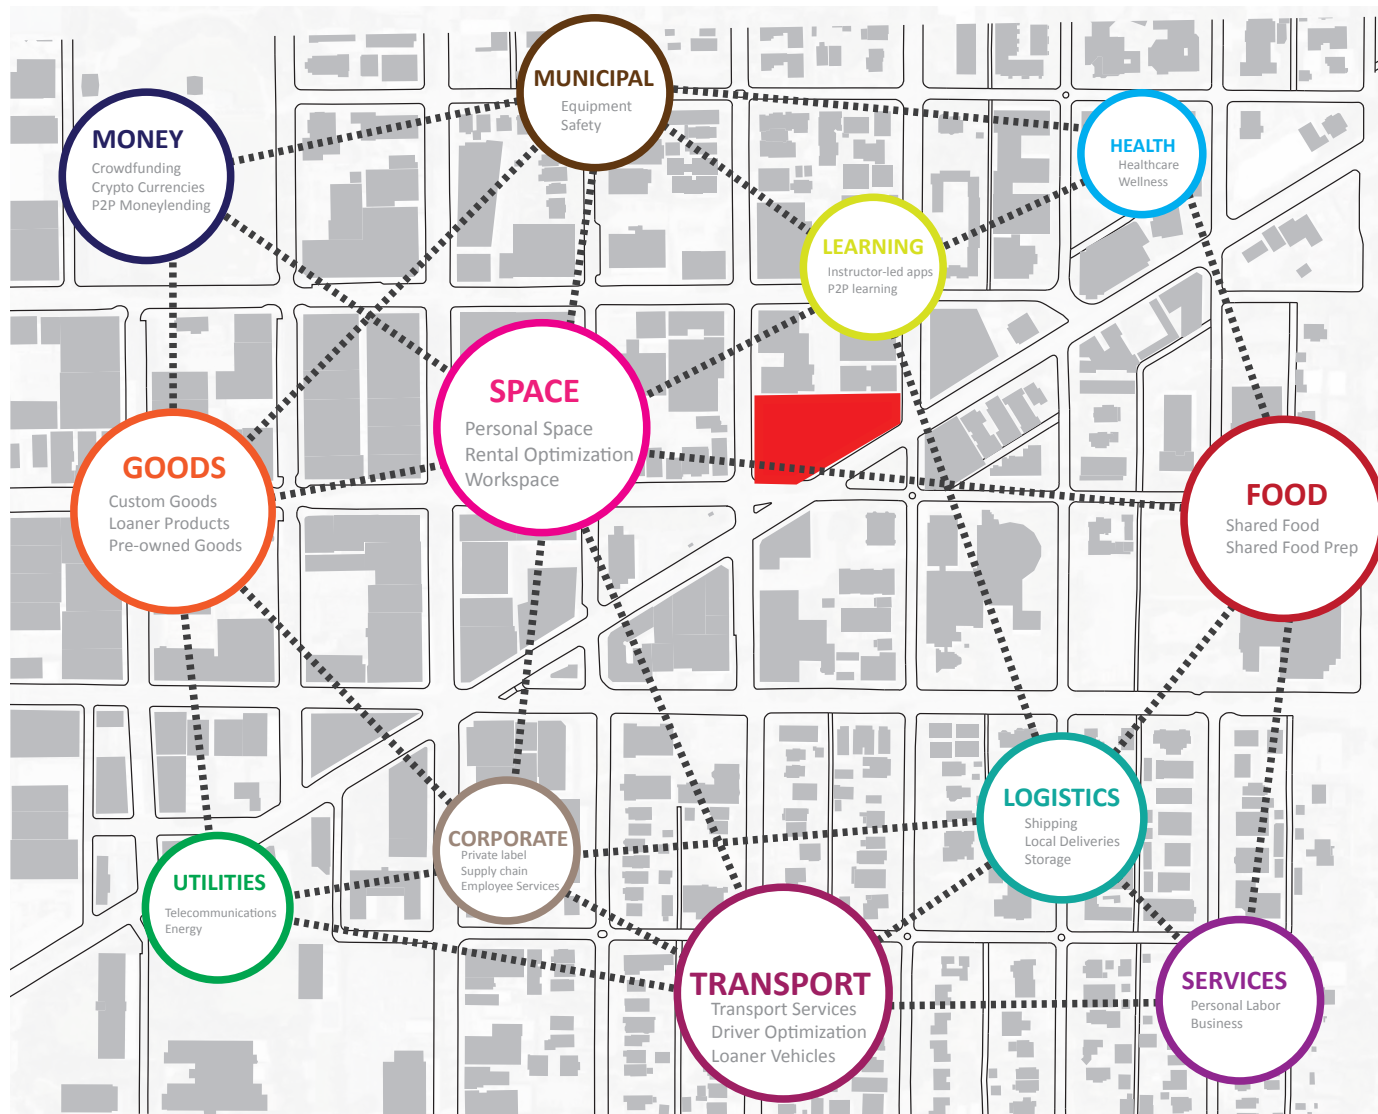 MUNICIPAL
Equipment
Safety
MONEY
Crowdfunding
Crypto Currencies
P2P Moneylending
HEALTH
Healthcare
Wellness
LEARNING
Instructor-led apps
P2P learning
SPACE
Personal Space
Rental Optimization
Workspace
GOODS
Custom Goods
Loaner Products
Pre-owned Goods
FOOD
Shared Food
Shared Food Prep
LOGISTICS
Shipping
Local Deliveries
Storage
CORPORATE
Private label
Supply chain
Employee Services
UTILITIES
Telecommunications
Energy
TRANSPORT
Transport Services
Driver Optimization
Loaner Vehicles
SERVICES
Personal Labor
Business